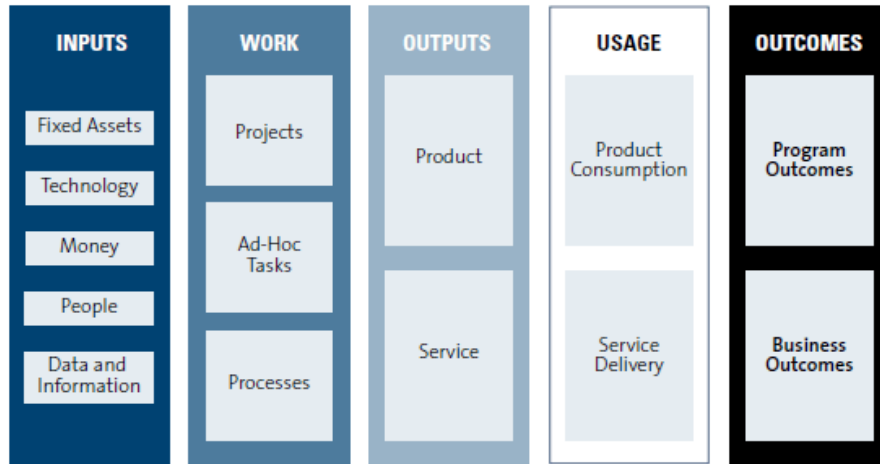 INPUTS
Fixed Assets
Technology
Money
People
Data and
Information
WORK
Projects
Ad-Hoc
Tasks
Processes
OUTPUTS
Product
Service
USAGE
Product
Consumption
Service
Delivery
OUTCOMES
Program
Outcomes
Business
Outcomes